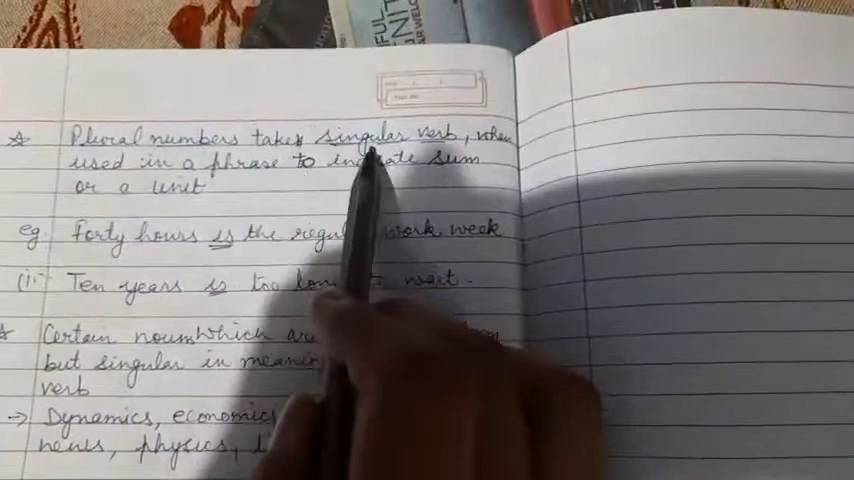 ☆ Plural numbers takes singular verb, when
used in a phrase to indicate sum
or a unit
eg. Forty hours is the regular work week
(ii- Ten years is too long to wait.
☆ Certain noun which are
but singular in meaning
verb
→ Dynamics, economics
news, physics,